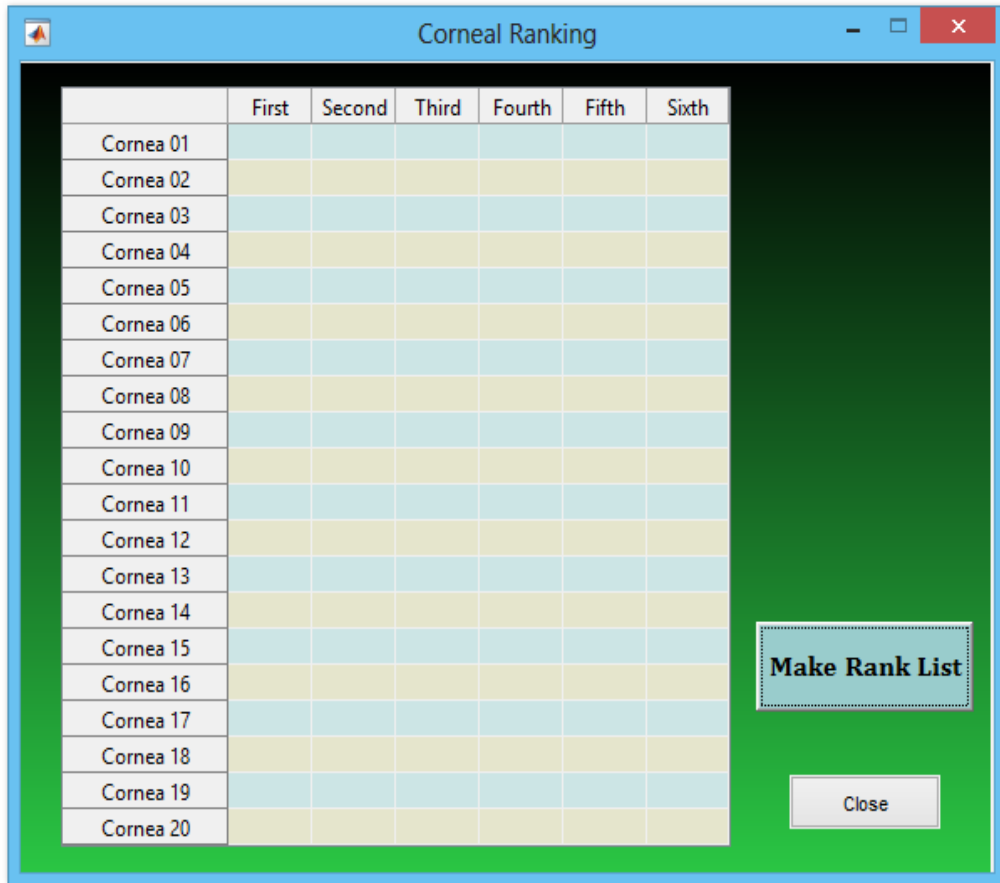 Corneal Ranking
First Second Third Fourth Fifth Sixth
Cornea 01
Cornea 02
Cornea 03
Cornea 04
Cornea 05
Cornea 06
Cornea 07
Cornea 08
Cornea 09
Cornea 10
Cornea 11
Cornea 12
Cornea 13
Cornea 14
Cornea 15
Cornea 16
Cornea 17
Cornea 18
Cornea 19
Cornea 20
Make Rank List
Close